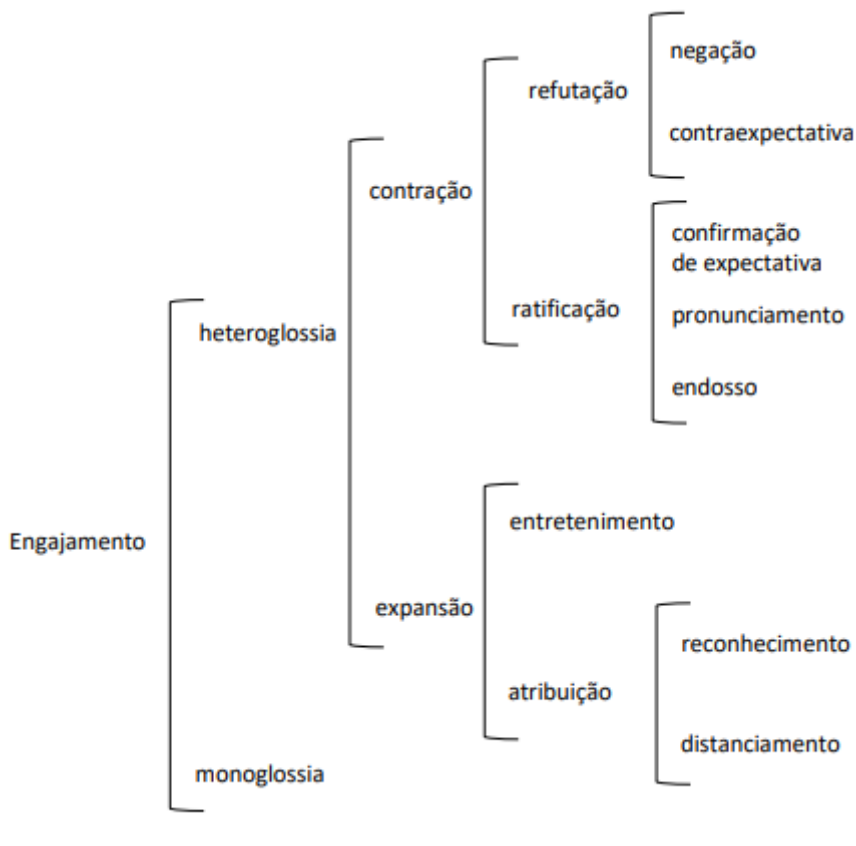 negação
refutação
contraexpectativa
contração
confirmação
de expectativa
ratificação
pronunciamento
heteroglossia
endosso
entretenimento
Engajamento
expansão
reconhecimento
atribuição
distanciamento
monoglossia